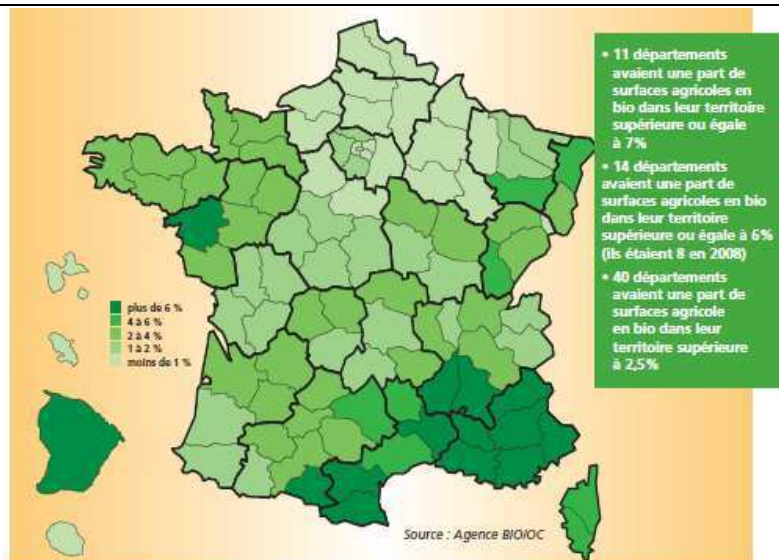 • 11 départements
avaient une part de
surfaces agricoles en
bio dans leur territoire
supérieure ou égale
à 7%
• 14 départements
avaient une part de
surfaces agricoles en bio
dans leur territoire
supérieure ou égale à 6%
(ils étaient 8 en 2008)
• 40 départements
avaient une part de
surfaces agricole
en bio dans leur
territoire supérieure
à 2,5%
plus de 6 %
4 à 6 %
2 à 4%
1 à 2 %
moins de 1 %
Source : Agence BIO/OC